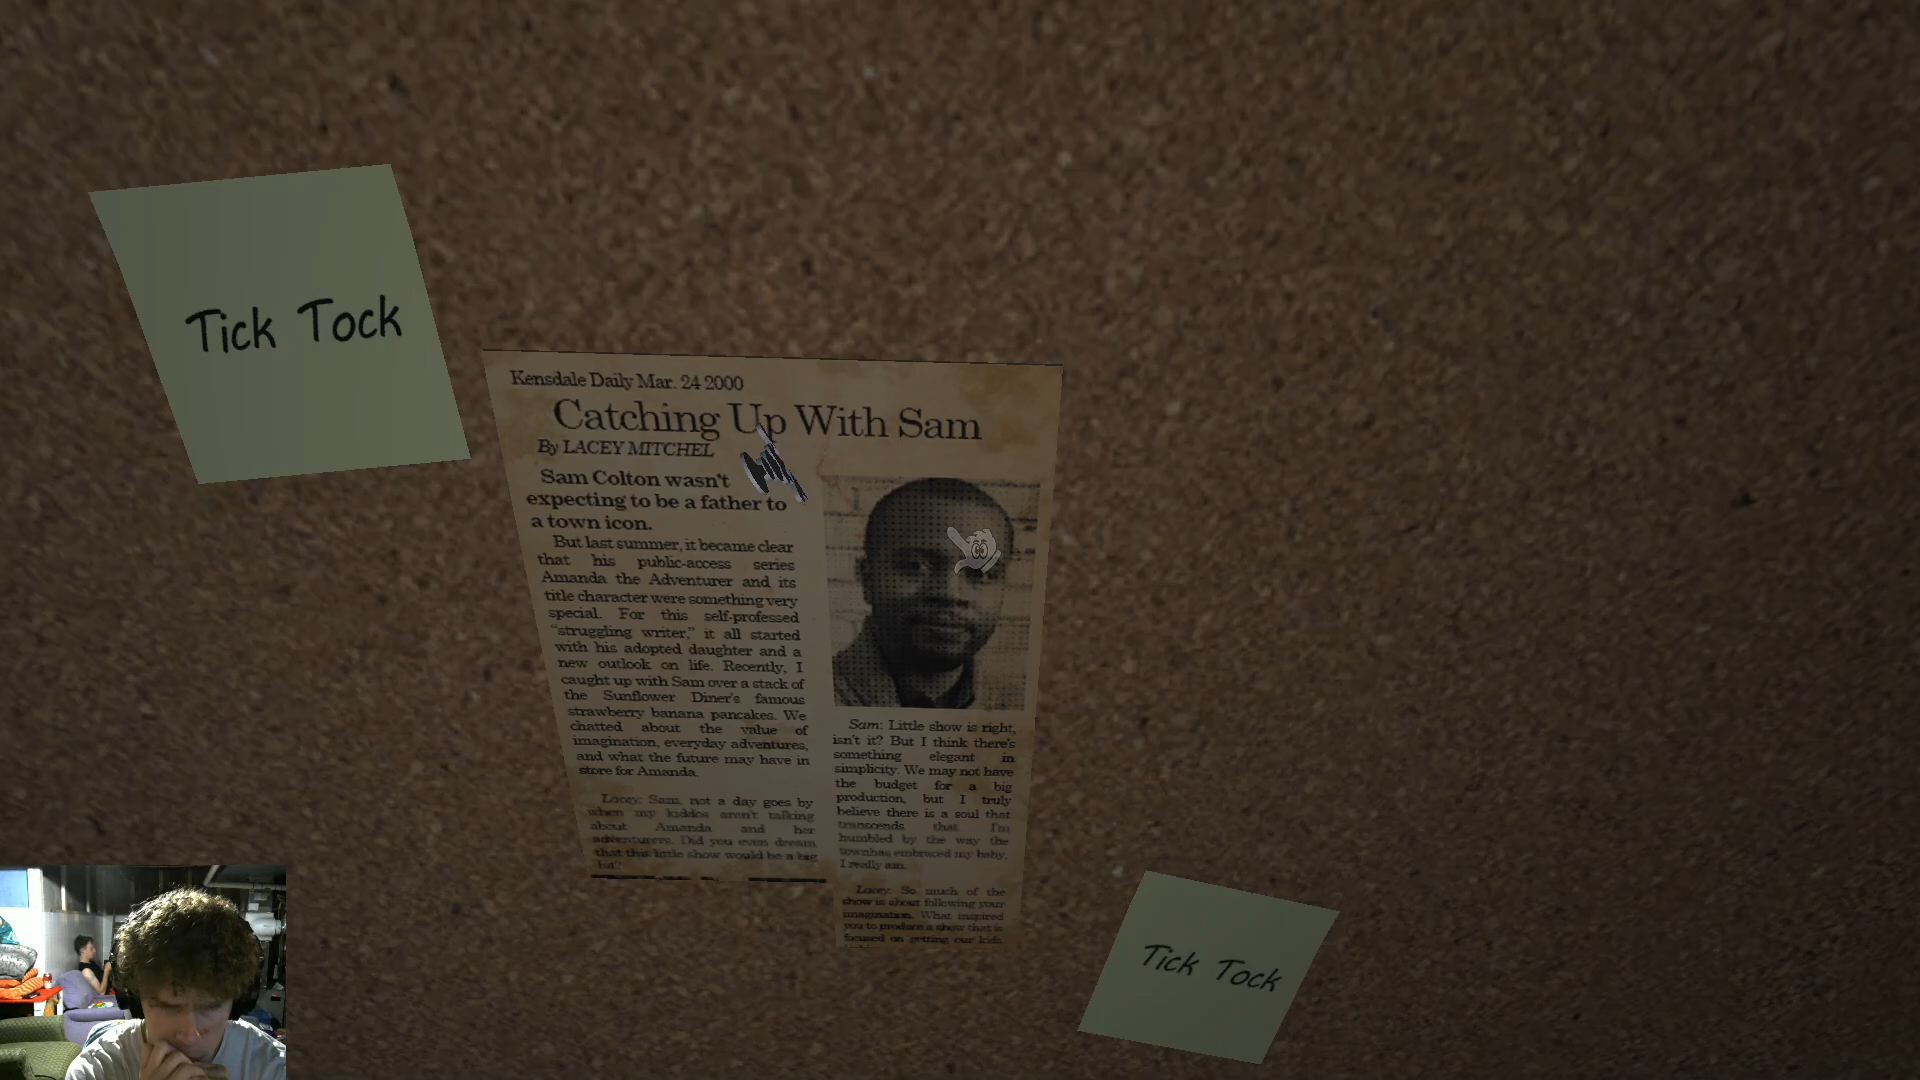 Tick Tock
Kensdale Daily Mar. 24 2000
Catching Up With Sam
By LACEY MITCHEL
Sam Colton wasn't
expecting to be a father to
a town icon.
But last summer, it became clear
that his public-access series
Amanda the Adventurer and its
title character were something very
special. For this self-professed
"struggling writer," it all started
with his adopted daughter and a
new outlook on life. Recently, I
caught up with Sam over a stack of
the Sunflower Diner's famous
strawberry banana pancakes. We
chatted about the value of
imagination, everyday adventures,
and what the future may have in
store for Amanda.
Lacey: Sam, not a day goes by
when my kiddos aren't talking
about Amanda and her
adventurers. Did you even dream
that this little show would be a big
hit?
Sam: Little show is right,
isn't it? But I think there's
something elegant in
simplicity. We may not have
the budget for a big
production, but I truly
believe there is a soul that
transcends that I'm
humbled by the way the
townhas embraced my baby.
I really am.
Lacey: So much of the
show is about following your
imagination. What inspired
you to produce a show that is
focused on getting our kids
Tick Tock